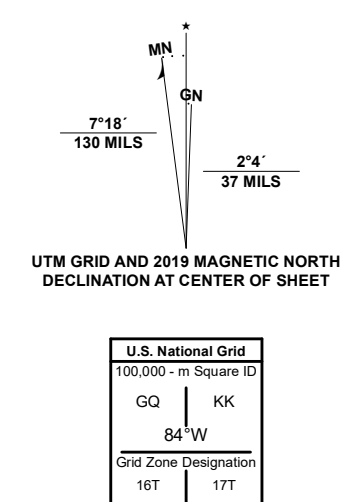 MN
GN
7°18´
130 MILS
2°4´
37 MILS
UTM GRID AND 2019 MAGNETIC NORTH
DECLINATION AT CENTER OF SHEET
U.S. National Grid
100,000 - m Square ID
GQ KK
84°W
Grid Zone Designation
16T 17T